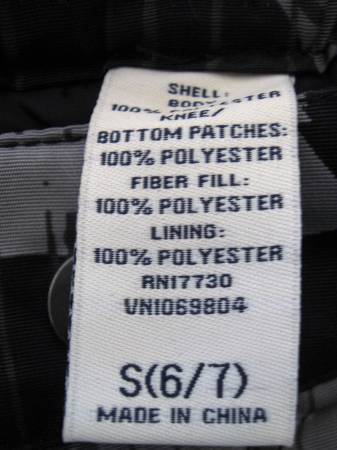 SHELL:
100%
KNEE/
BOTTOM PATCHES:
100% POLYESTER
FIBER FILL:
100% POLYESTER
LINING:
100% POLYESTER
RN17730
VN1069804
S(6/7)
MADE IN CHINA